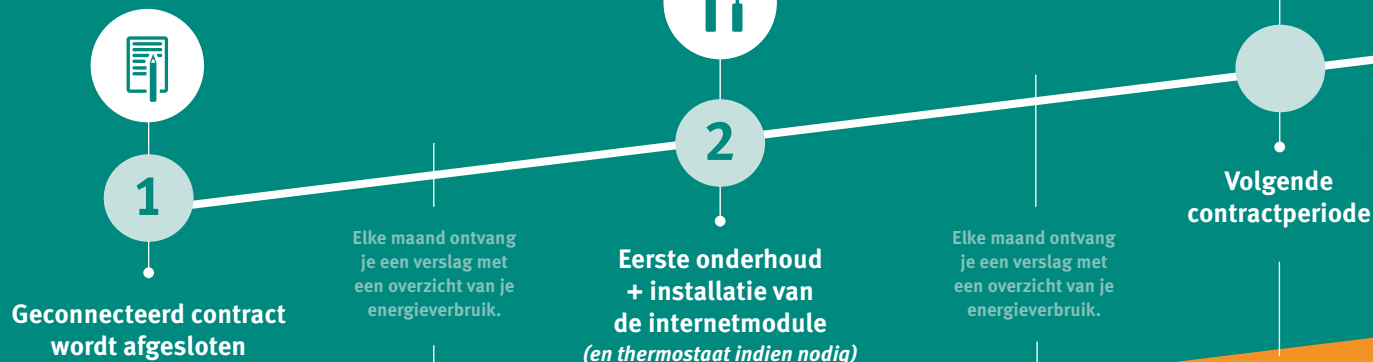 1
Geconnecteerd contract
wordt afgesloten
Elke maand ontvang
je een verslag met
een overzicht van je
energieverbruik.
2
Eerste onderhoud
+ installatie van
de internetmodule
(en thermostaat indien nodig)
Elke maand ontvang
je een verslag met
een overzicht van je
energieverbruik.
Volgende
contractperiode